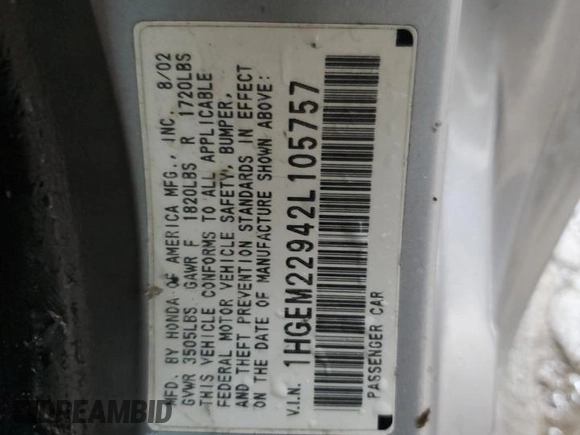 MFD. BY HONDA OF AMERICA MFG., INC. 8/02
GVWR 3505LBS GAWR F 1820LBS R 1720LBS
THIS VEHICLE CONFORMS TO ALL APPLICABLE
FEDERAL MOTOR VEHICLE SAFETY, BUMPER,
AND THEFT PREVENTION STANDARDS IN EFFECT
ON THE DATE OF MANUFACTURE SHOWN ABOVE:
V.I.N. 1HGEM22942L105757
PASSENGER CAR
DREAMBID